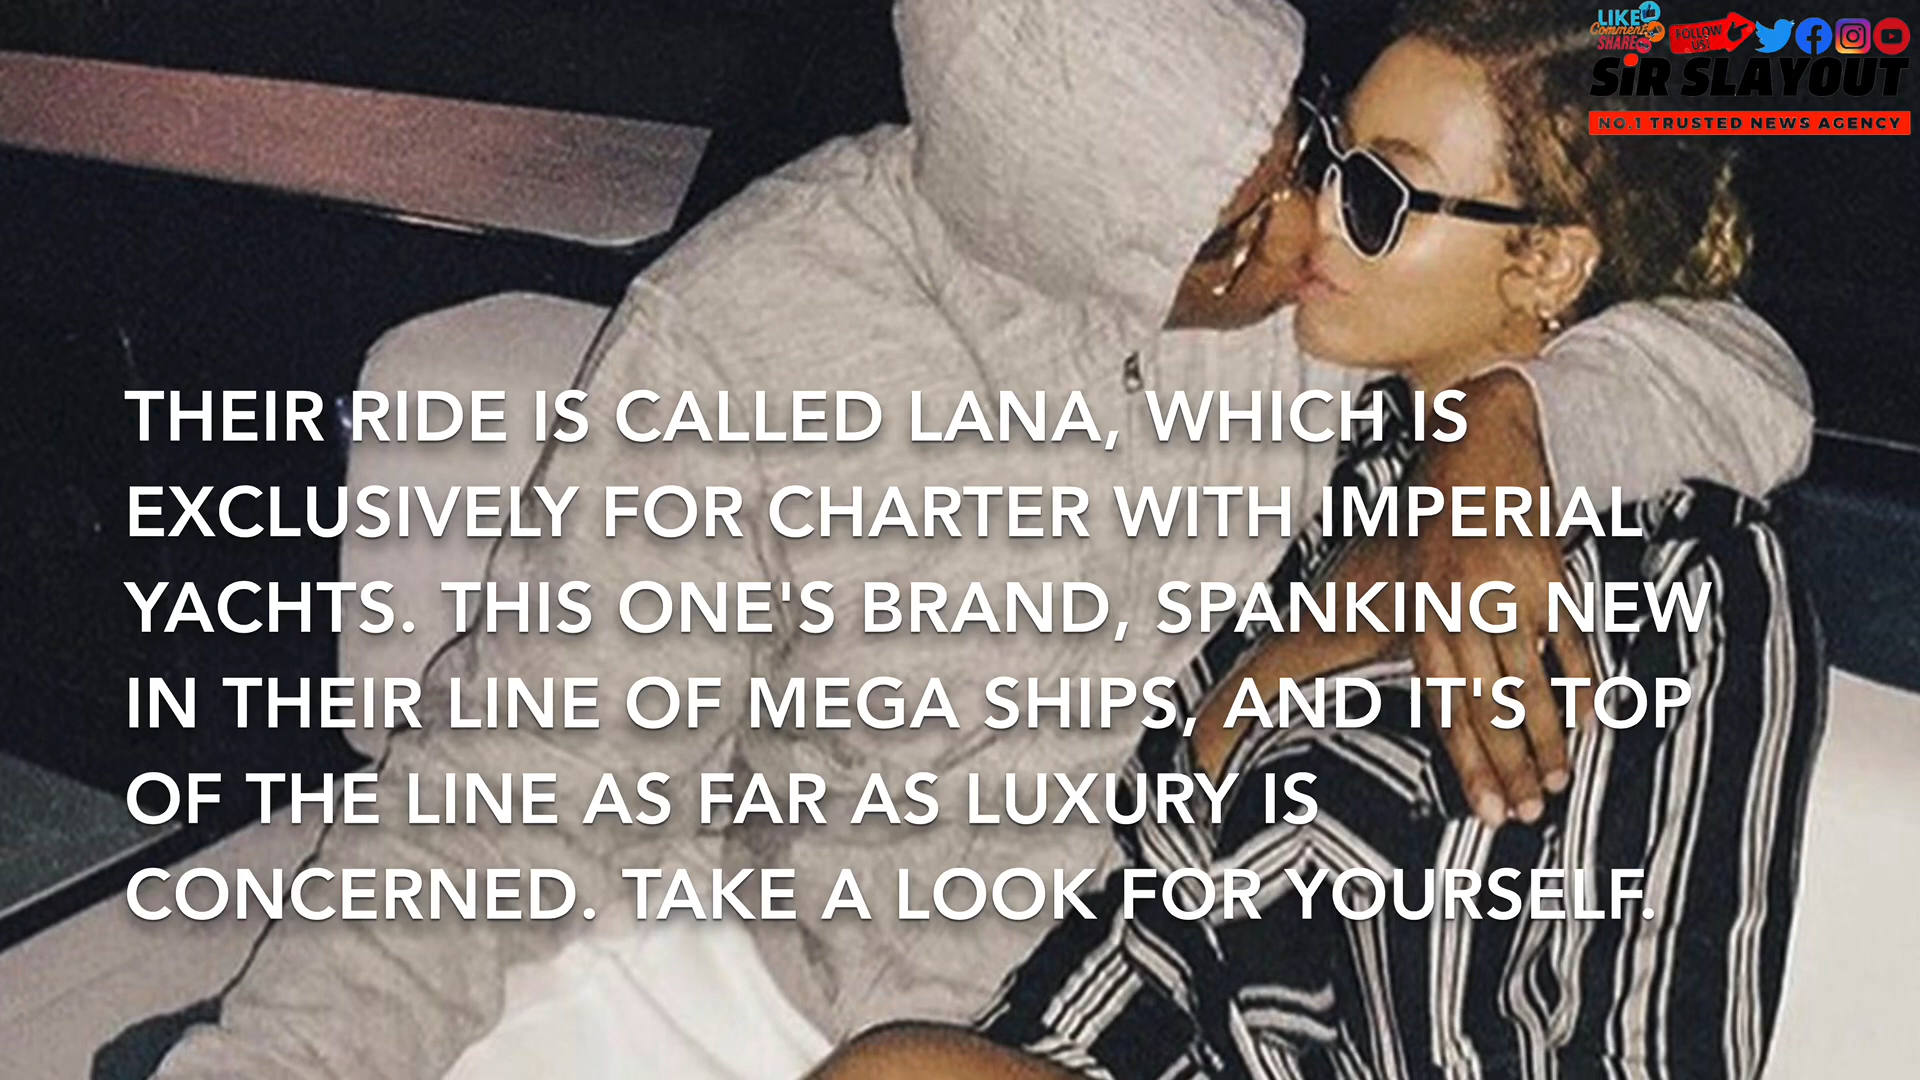 LIKE
Comment
SHARE
FOLLOW
US!
SiR SLAYOUT
NO.1 TRUSTED NEWS AGENCY
THEIR RIDE IS CALLED LANA, WHICH IS
EXCLUSIVELY FOR CHARTER WITH IMPERIAL
YACHTS. THIS ONE'S BRAND, SPANKING NEW
IN THEIR LINE OF MEGA SHIPS, AND IT'S TOP
OF THE LINE AS FAR AS LUXURY IS
CONCERNED. TAKE A LOOK FOR YOURSELF.